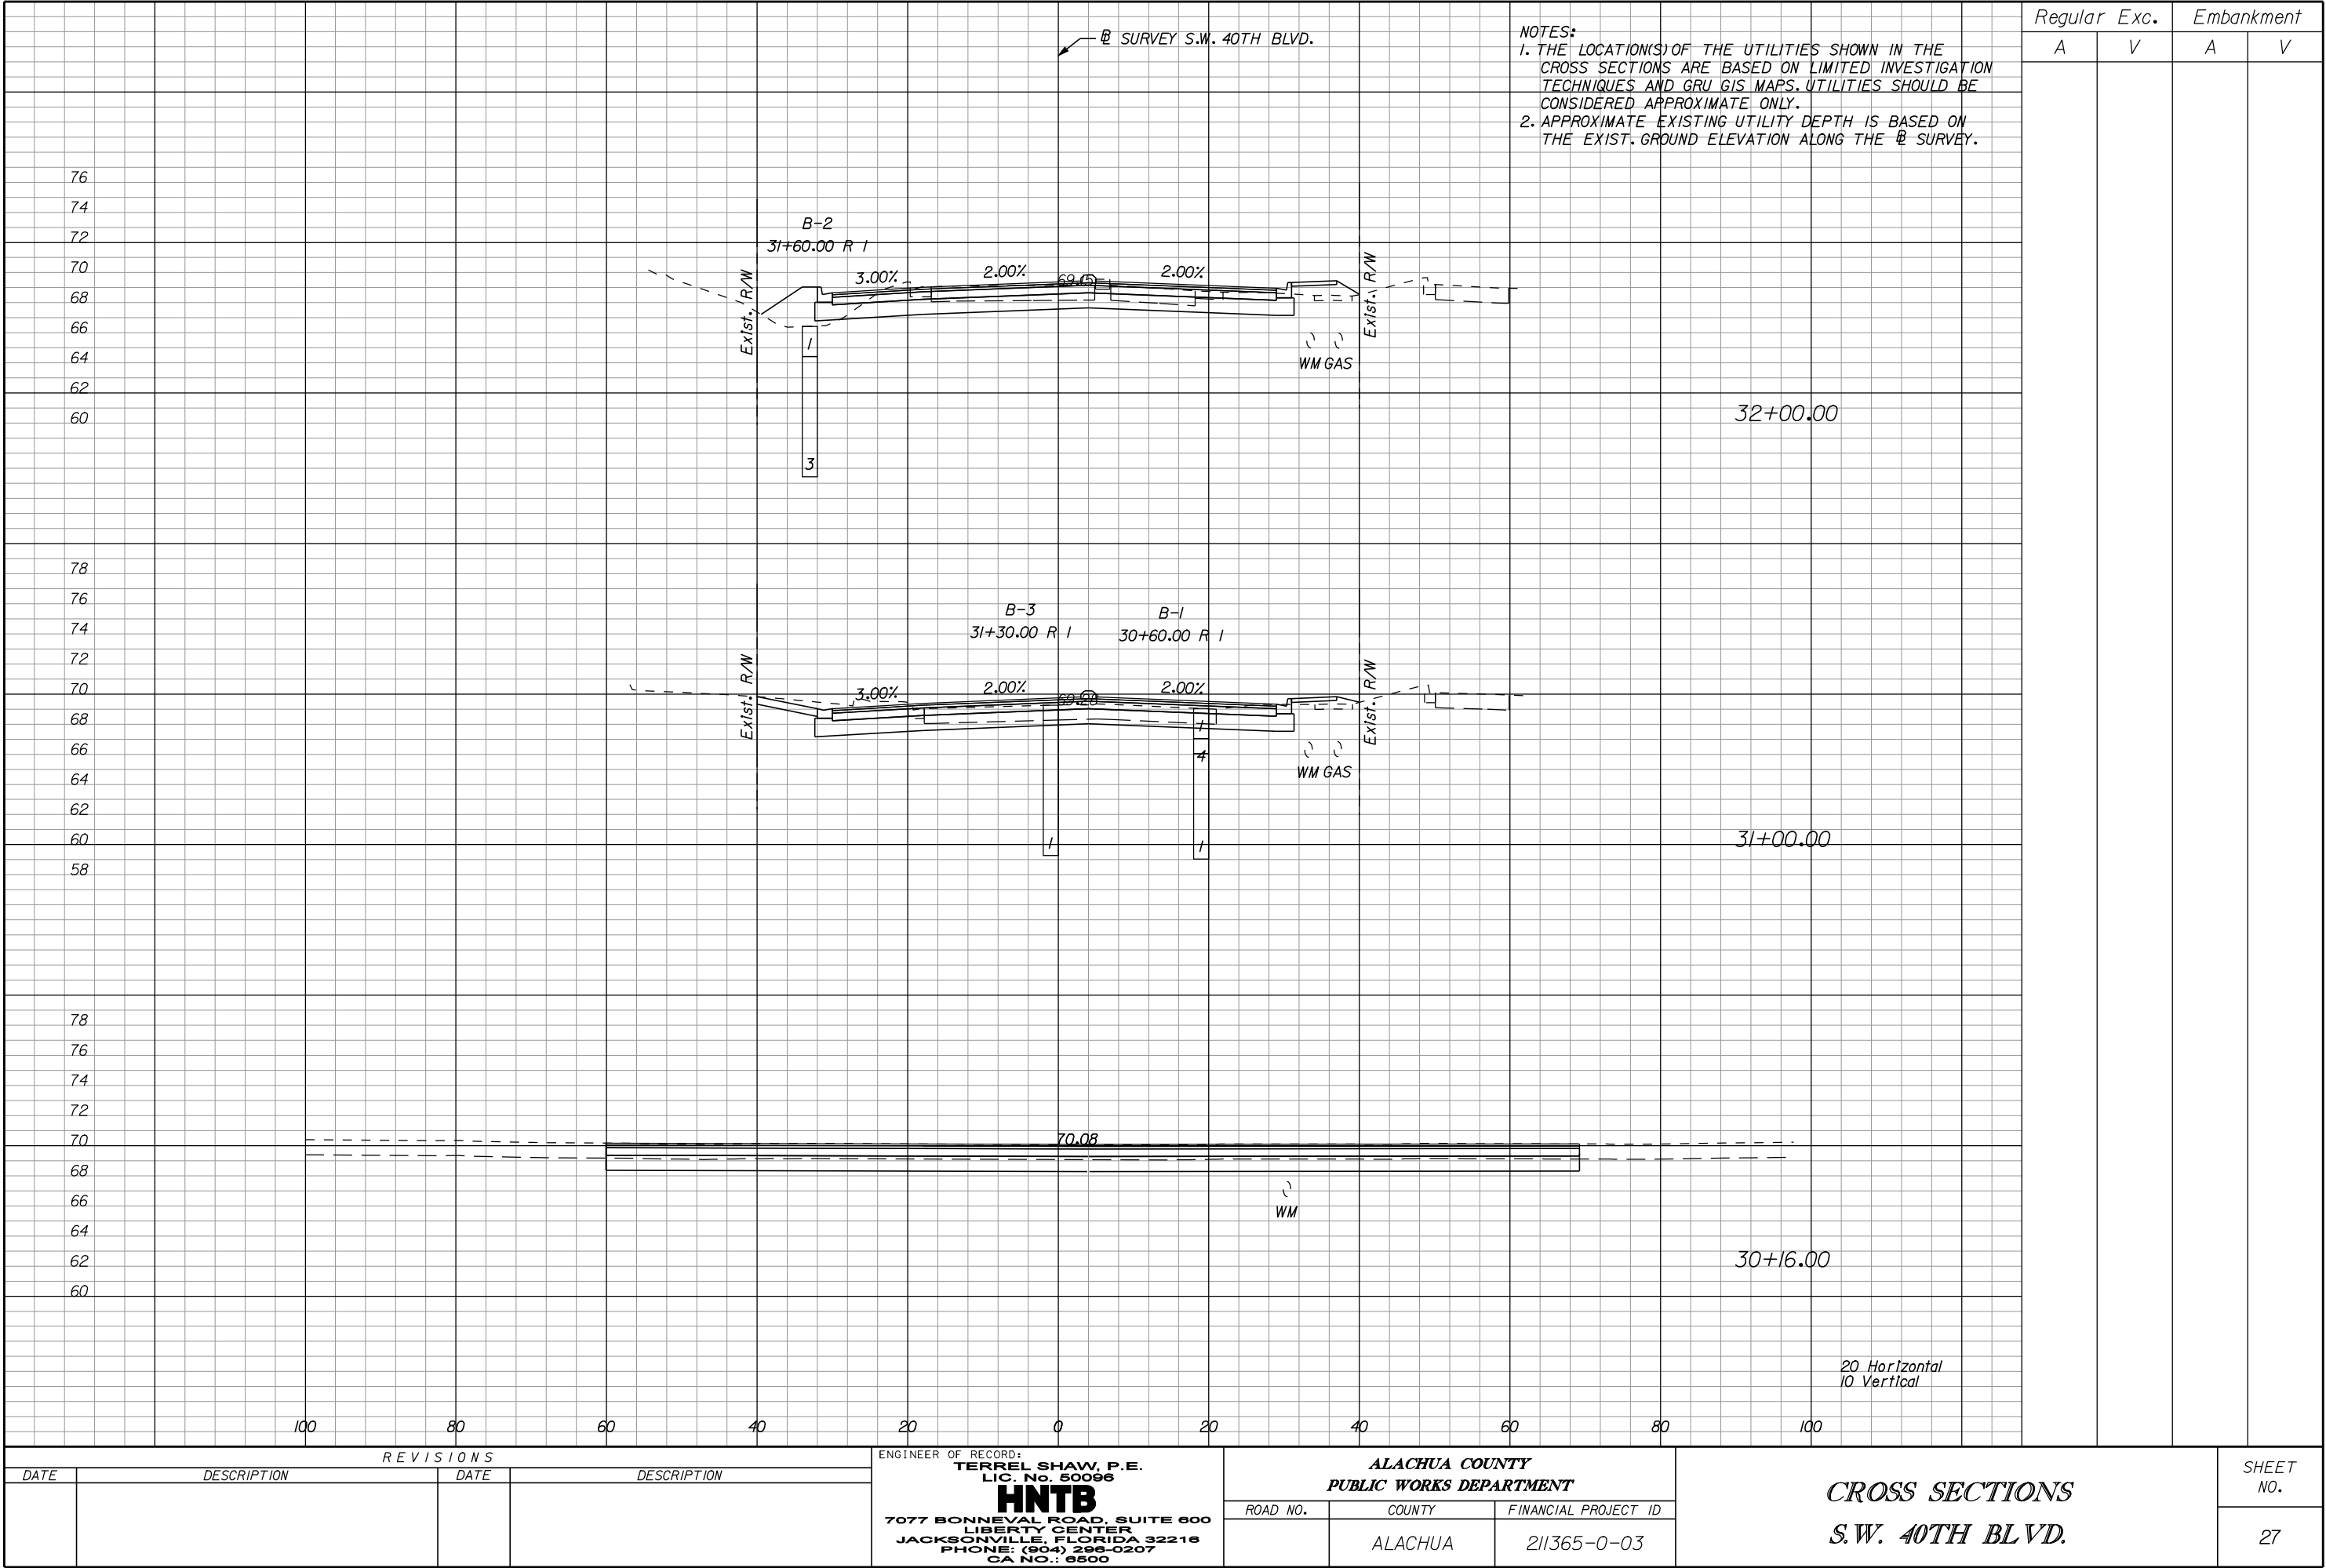 ℄ SURVEY S.W. 40TH BLVD.
NOTES:
1. THE LOCATION(S) OF THE UTILITIES SHOWN IN THE
CROSS SECTIONS ARE BASED ON LIMITED INVESTIGATION
TECHNIQUES AND GRU GIS MAPS. UTILITIES SHOULD BE
CONSIDERED APPROXIMATE ONLY.
2. APPROXIMATE EXISTING UTILITY DEPTH IS BASED ON
THE EXIST. GROUND ELEVATION ALONG THE ℄ SURVEY.
Regular Exc. Embankment
A V A V
76
74
72
70
68
66
64
62
60
B-2
31+60.00 R 1
Exist. R/W
3.00%
2.00%
69.15
2.00%
Exist. R/W
1
3
WM GAS
32+00.00
78
76
74
72
70
68
66
64
62
60
58
B-3
31+30.00 R 1
B-1
30+60.00 R 1
Exist. R/W
3.00%
2.00%
69.28
2.00%
Exist. R/W
1
4
1
1
WM GAS
31+00.00
78
76
74
72
70
68
66
64
62
60
70.08
WM
30+16.00
20 Horizontal
10 Vertical
100 80 60 40 20 0 20 40 60 80 100
REVISIONS
DATE DESCRIPTION DATE DESCRIPTION
ENGINEER OF RECORD:
TERREL SHAW, P.E.
LIC. No. 50096
HNTB
7077 BONNEVAL ROAD, SUITE 600
LIBERTY CENTER
JACKSONVILLE, FLORIDA 32216
PHONE: (904) 296-0207
CA NO.: 6500
ALACHUA COUNTY
PUBLIC WORKS DEPARTMENT
ROAD NO. COUNTY FINANCIAL PROJECT ID
ALACHUA 211365-0-03
CROSS SECTIONS
S.W. 40TH BLVD.
SHEET
NO.
27